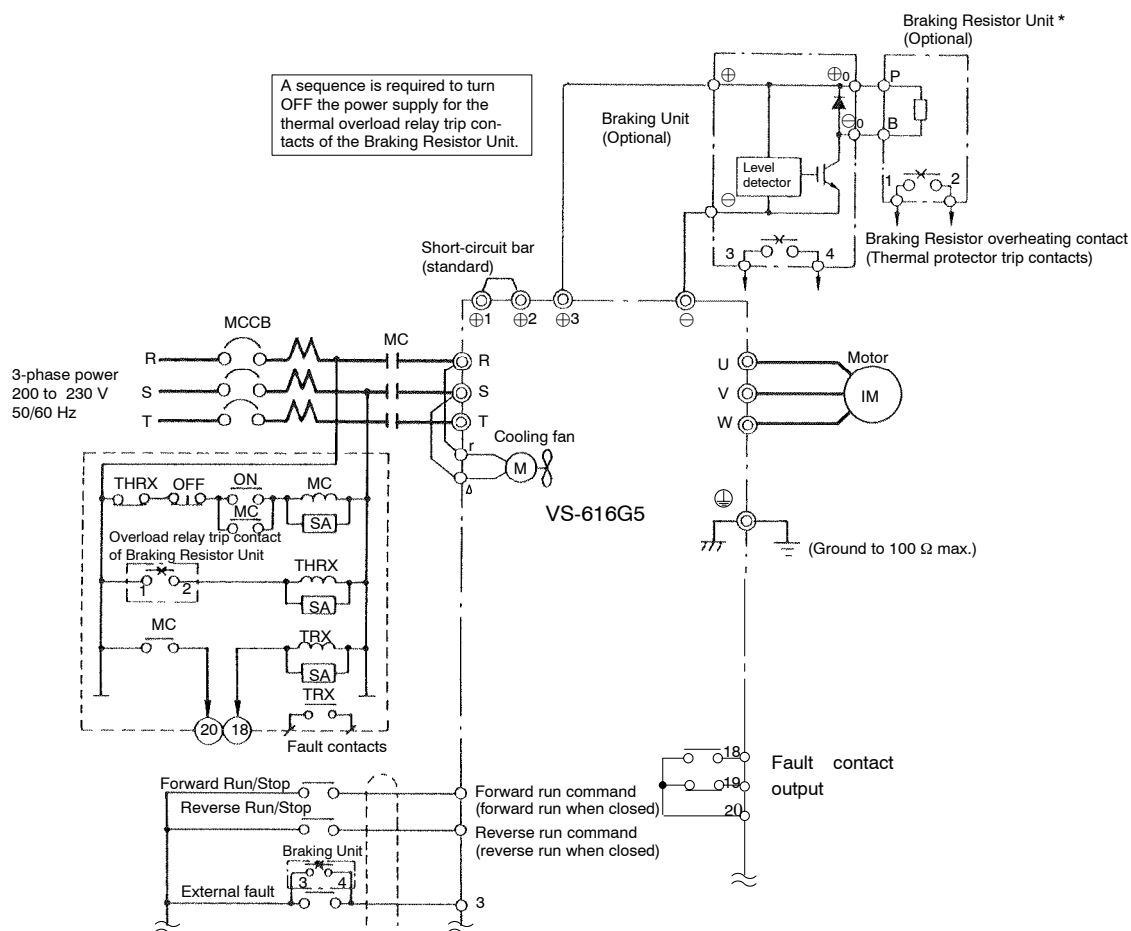 Braking Resistor Unit *
(Optional)
A sequence is required to turn
OFF the power supply for the
thermal overload relay trip con-
tacts of the Braking Resistor Unit.
Braking Unit
(Optional)
⊕
⊕0
P
⊖0
B
Level
detector
⊖
1
2
3
4
Braking Resistor overheating contact
(Thermal protector trip contacts)
Short-circuit bar
(standard)
⊕1
⊕2
⊕3
⊖
MCCB
MC
3-phase power
200 to 230 V
50/60 Hz
R
S
T
R
S
T
r
Cooling fan
M
U
V
W
Motor
IM
THRX
OFF
ON
MC
MC
SA
VS-616G5
(Ground to 100 Ω max.)
Overload relay trip contact
of Braking Resistor Unit
1
2
THRX
SA
MC
TRX
SA
TRX
20
18
Fault contacts
18
19
20
Fault contact
output
Forward Run/Stop
Forward run command
(forward run when closed)
Reverse Run/Stop
Reverse run command
(reverse run when closed)
Braking Unit
3
4
External fault
3